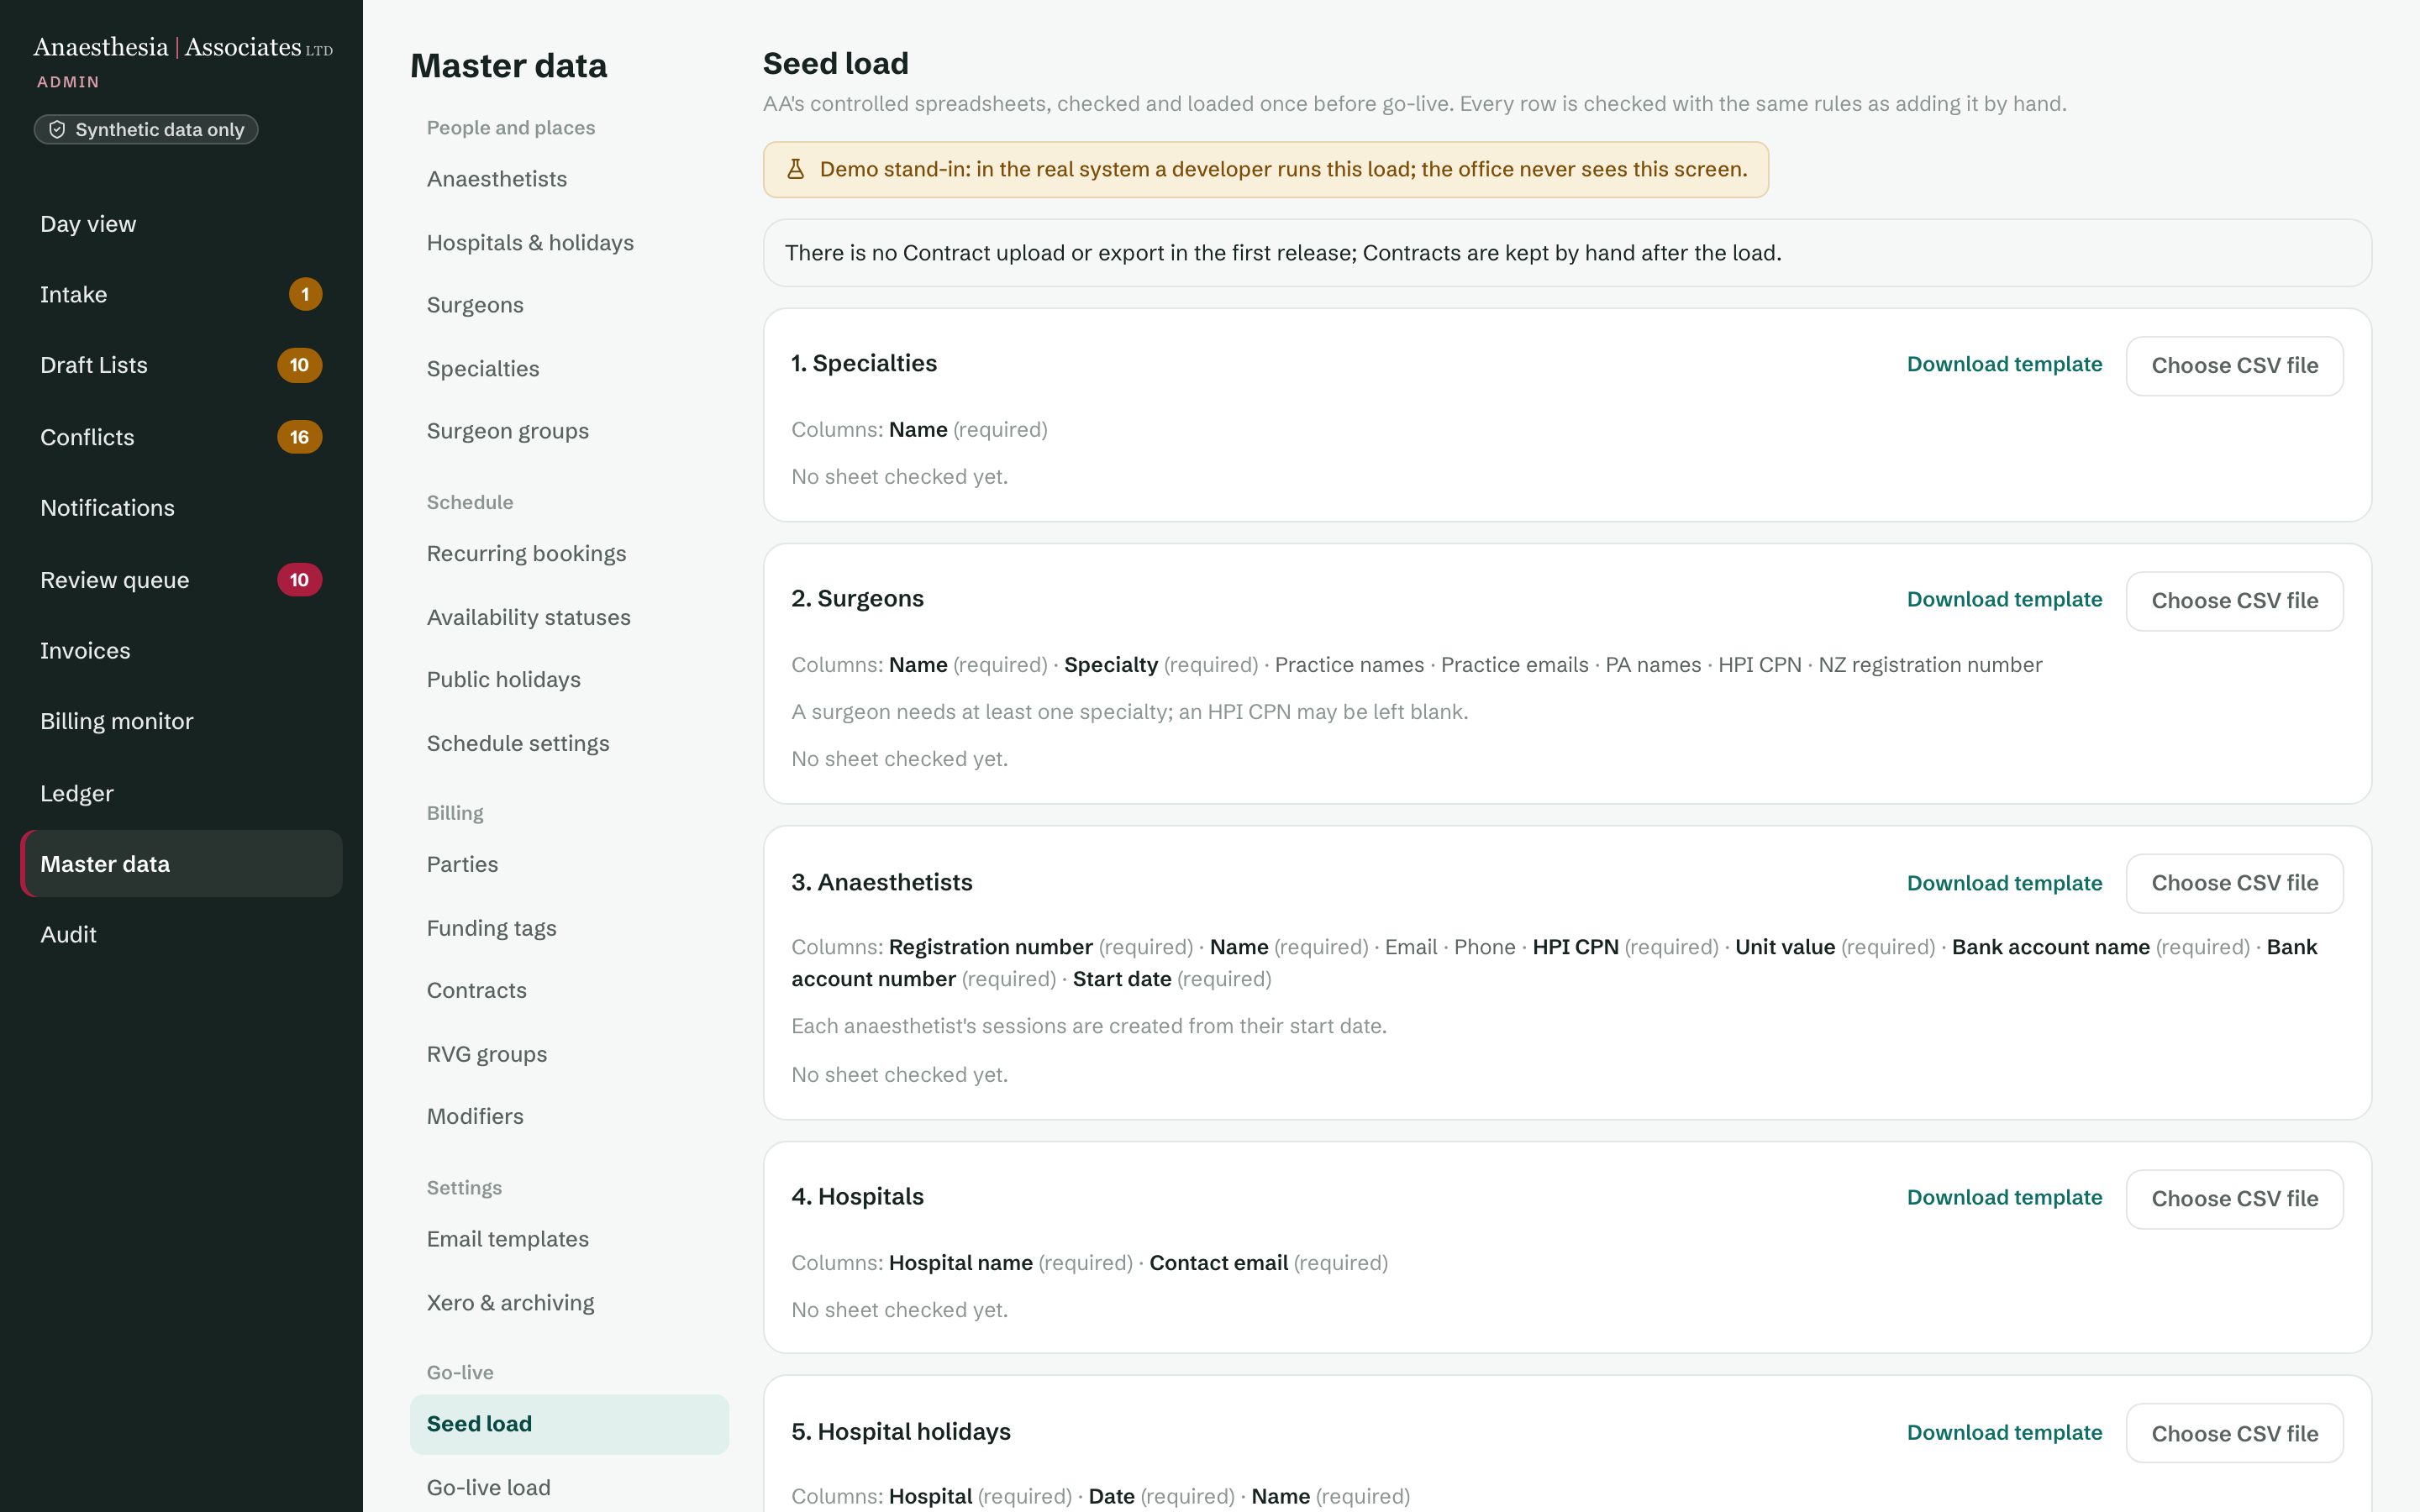 Anaesthesia | Associates LTD
ADMIN
Synthetic data only
Day view
Intake 1
Draft Lists 10
Conflicts 16
Notifications
Review queue 10
Invoices
Billing monitor
Ledger
Master data
Audit
Master data
People and places
Anaesthetists
Hospitals & holidays
Surgeons
Specialties
Surgeon groups
Schedule
Recurring bookings
Availability statuses
Public holidays
Schedule settings
Billing
Parties
Funding tags
Contracts
RVG groups
Modifiers
Settings
Email templates
Xero & archiving
Go-live
Seed load
Go-live load
Seed load
AA's controlled spreadsheets, checked and loaded once before go-live. Every row is checked with the same rules as adding it by hand.
Demo stand-in: in the real system a developer runs this load; the office never sees this screen.
There is no Contract upload or export in the first release; Contracts are kept by hand after the load.
1. Specialties Download template Choose CSV file
Columns: Name (required)
No sheet checked yet.
2. Surgeons Download template Choose CSV file
Columns: Name (required) · Specialty (required) · Practice names · Practice emails · PA names · HPI CPN · NZ registration number
A surgeon needs at least one specialty; an HPI CPN may be left blank.
No sheet checked yet.
3. Anaesthetists Download template Choose CSV file
Columns: Registration number (required) · Name (required) · Email · Phone · HPI CPN (required) · Unit value (required) · Bank account name (required) · Bank
account number (required) · Start date (required)
Each anaesthetist's sessions are created from their start date.
No sheet checked yet.
4. Hospitals Download template Choose CSV file
Columns: Hospital name (required) · Contact email (required)
No sheet checked yet.
5. Hospital holidays Download template Choose CSV file
Columns: Hospital (required) · Date (required) · Name (required)